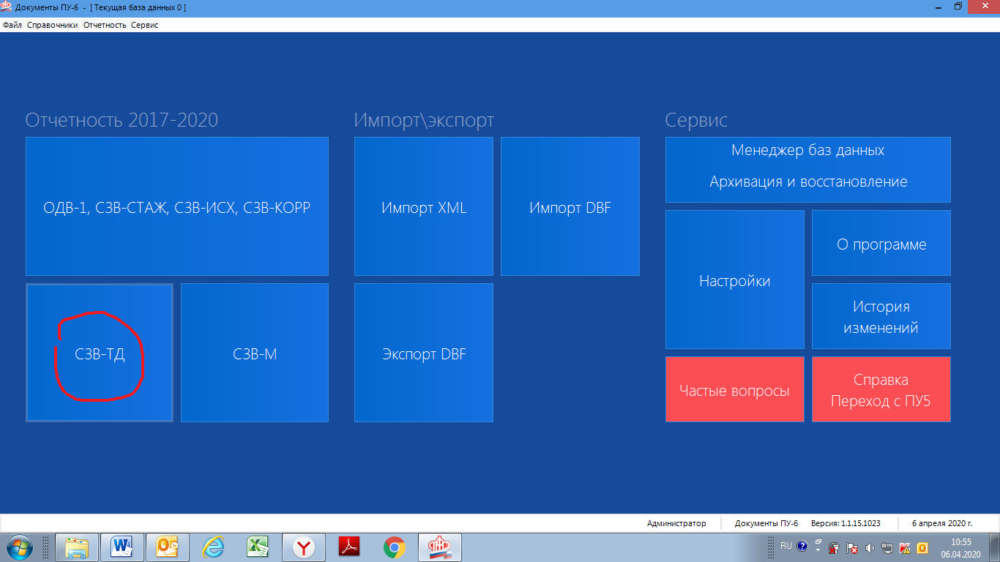 Документы ПУ-6 - [ Текущая база данных 0 ]
Файл Справочники Отчетность Сервис
Отчетность 2017-2020
ОДВ-1, СЗВ-СТАЖ, СЗВ-ИСХ, СЗВ-КОРР
СЗВ-ТД
СЗВ-М
Импорт\экспорт
Импорт XML
Импорт DBF
Экспорт DBF
Сервис
Менеджер баз данных
Архивация и восстановление
Настройки
О программе
История
изменений
Частые вопросы
Справка
Переход с ПУ5
Администратор Документы ПУ-6 Версия: 1.1.15.1023 6 апреля 2020 г.
RU
10:55
06.04.2020